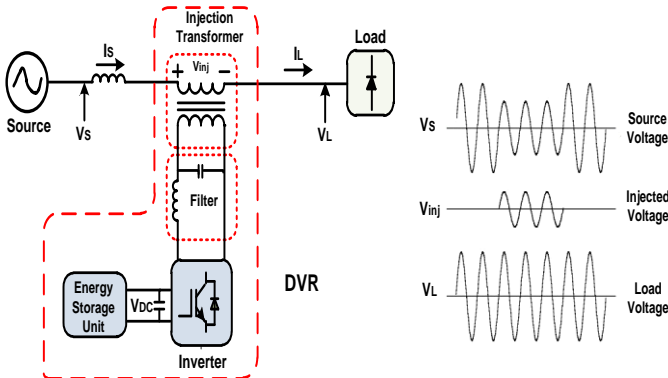 Injection
Transformer
Is
Vinj
IL
Load
Source
Vs
VL
Filter
Energy
Storage
Unit
VDC
DVR
Inverter
Vs
Source
Voltage
Vinj
Injected
Voltage
VL
Load
Voltage